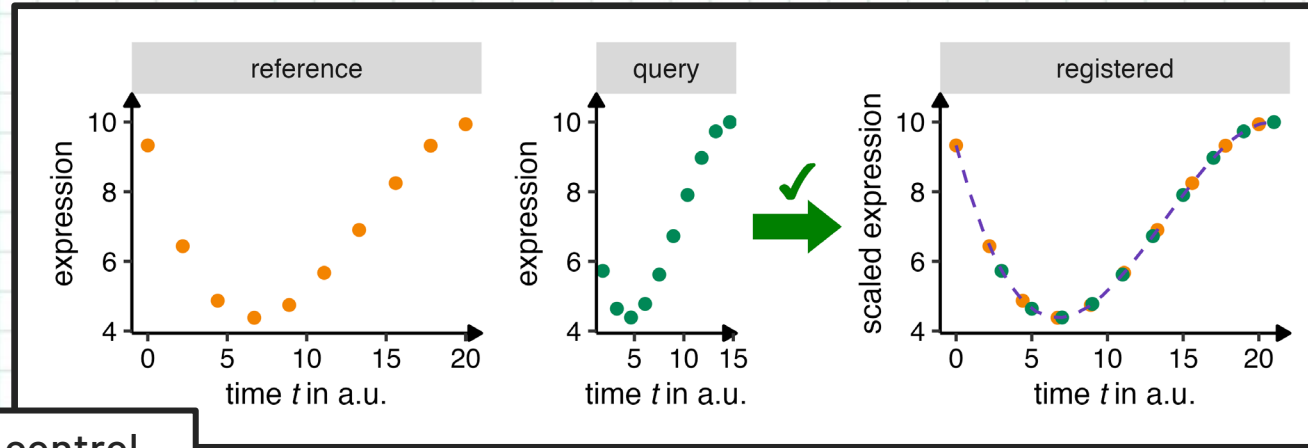 reference
query
registered
expression
10
8
6
4
0 5 10 15 20
time t in a.u.
expression
10
8
6
4
5 10 15
time t in a.u.
scaled expression
10
8
6
4
0 5 10 15 20
time t in a.u.
control